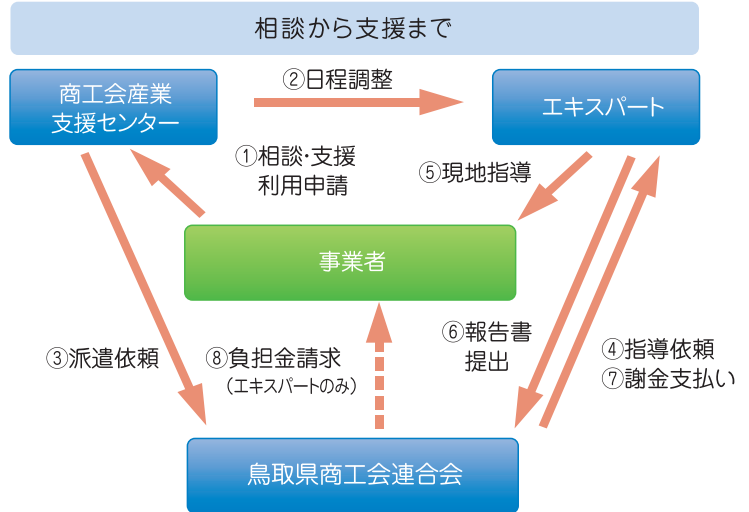 相談から支援まで
商工会産業
支援センター
②日程調整
エキスパート
①相談・支援
利用申請
⑤現地指導
事業者
③派遣依頼
⑧負担金請求
（エキスパートのみ）
⑥報告書
提出
④指導依頼
⑦謝金支払い
鳥取県商工会連合会